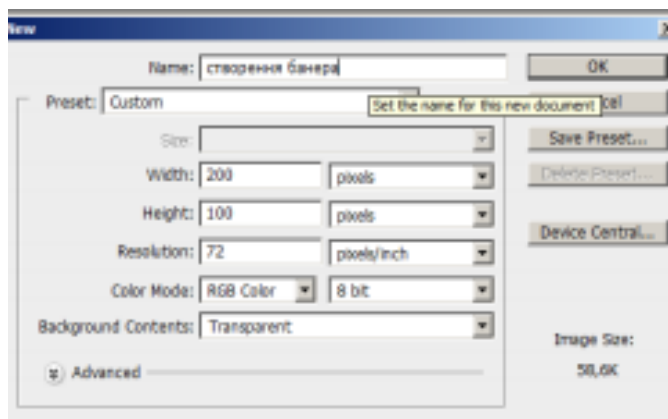 New
Name: створення банера OK
Preset: Custom Set the name for this new document cel
Size: Save Preset...
Width: 200 pixels Delete Preset...
Height: 100 pixels
Resolution: 72 pixels/inch Device Central...
Color Mode: RGB Color 8 bit
Background Contents: Transparent
Image Size:
Advanced 58,6K